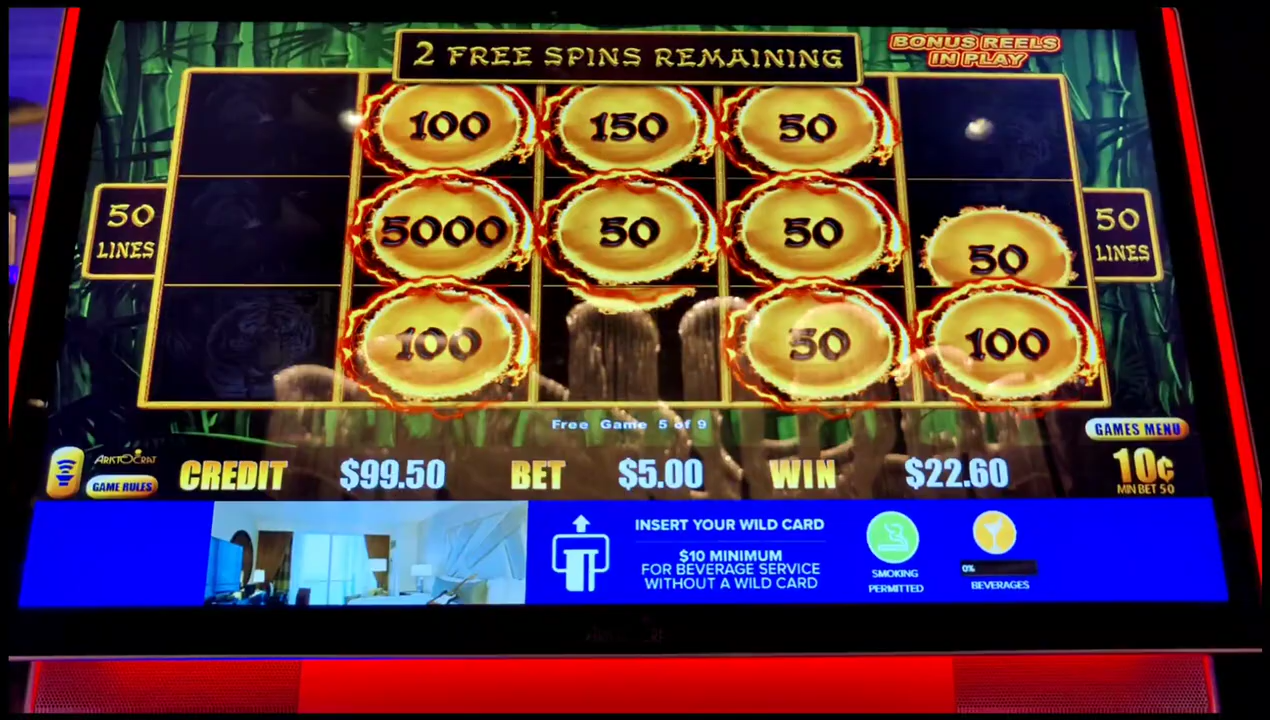 2 FREE SPINS REMAINING
BONUS REELS
IN PLAY
100
150
50
50
LINES
5000
50
50
50
50
LINES
100
50
100
Free Game 5 of 9
GAMES MENU
ARISTOCRAT
GAME RULES
CREDIT
$99.50
BET
$5.00
WIN
$22.60
10¢
MIN BET 50
INSERT YOUR WILD CARD
$10 MINIMUM
FOR BEVERAGE SERVICE
WITHOUT A WILD CARD
SMOKING
PERMITTED
0%
BEVERAGES
ARISTOCRAT